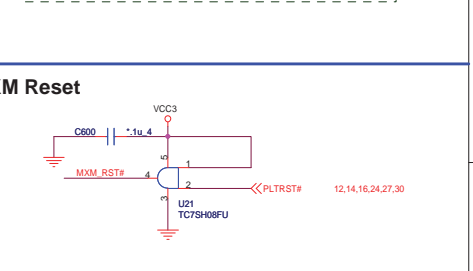 XM Reset
VCC3
C600
*.1u_4
5
1
MXM_RST#
4
2
PLTRST#
12,14,16,24,27,30
3
U21
TC7SH08FU